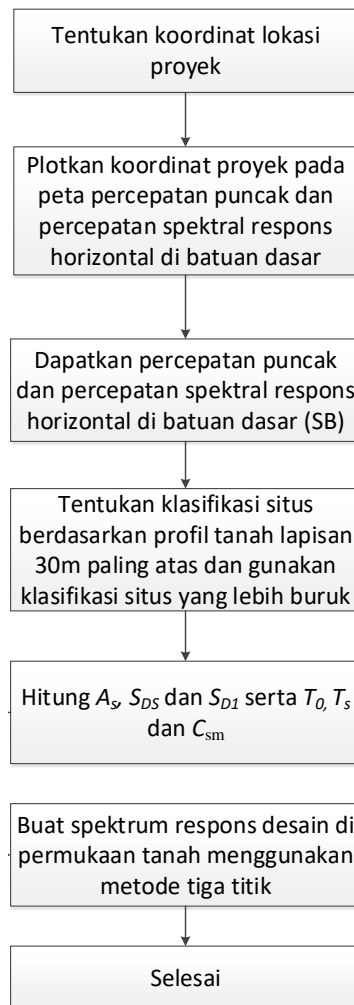 Tentukan koordinat lokasi
proyek
Plotkan koordinat proyek pada
peta percepatan puncak dan
percepatan spektral respons
horizontal di batuan dasar
Dapatkan percepatan puncak
dan percepatan spektral respons
horizontal di batuan dasar (SB)
Tentukan klasifikasi situs
berdasarkan profil tanah lapisan
30m paling atas dan gunakan
klasifikasi situs yang lebih buruk
Hitung As, SDS dan SD1 serta T0, Ts
dan Csm
Buat spektrum respons desain di
permukaan tanah menggunakan
metode tiga titik
Selesai